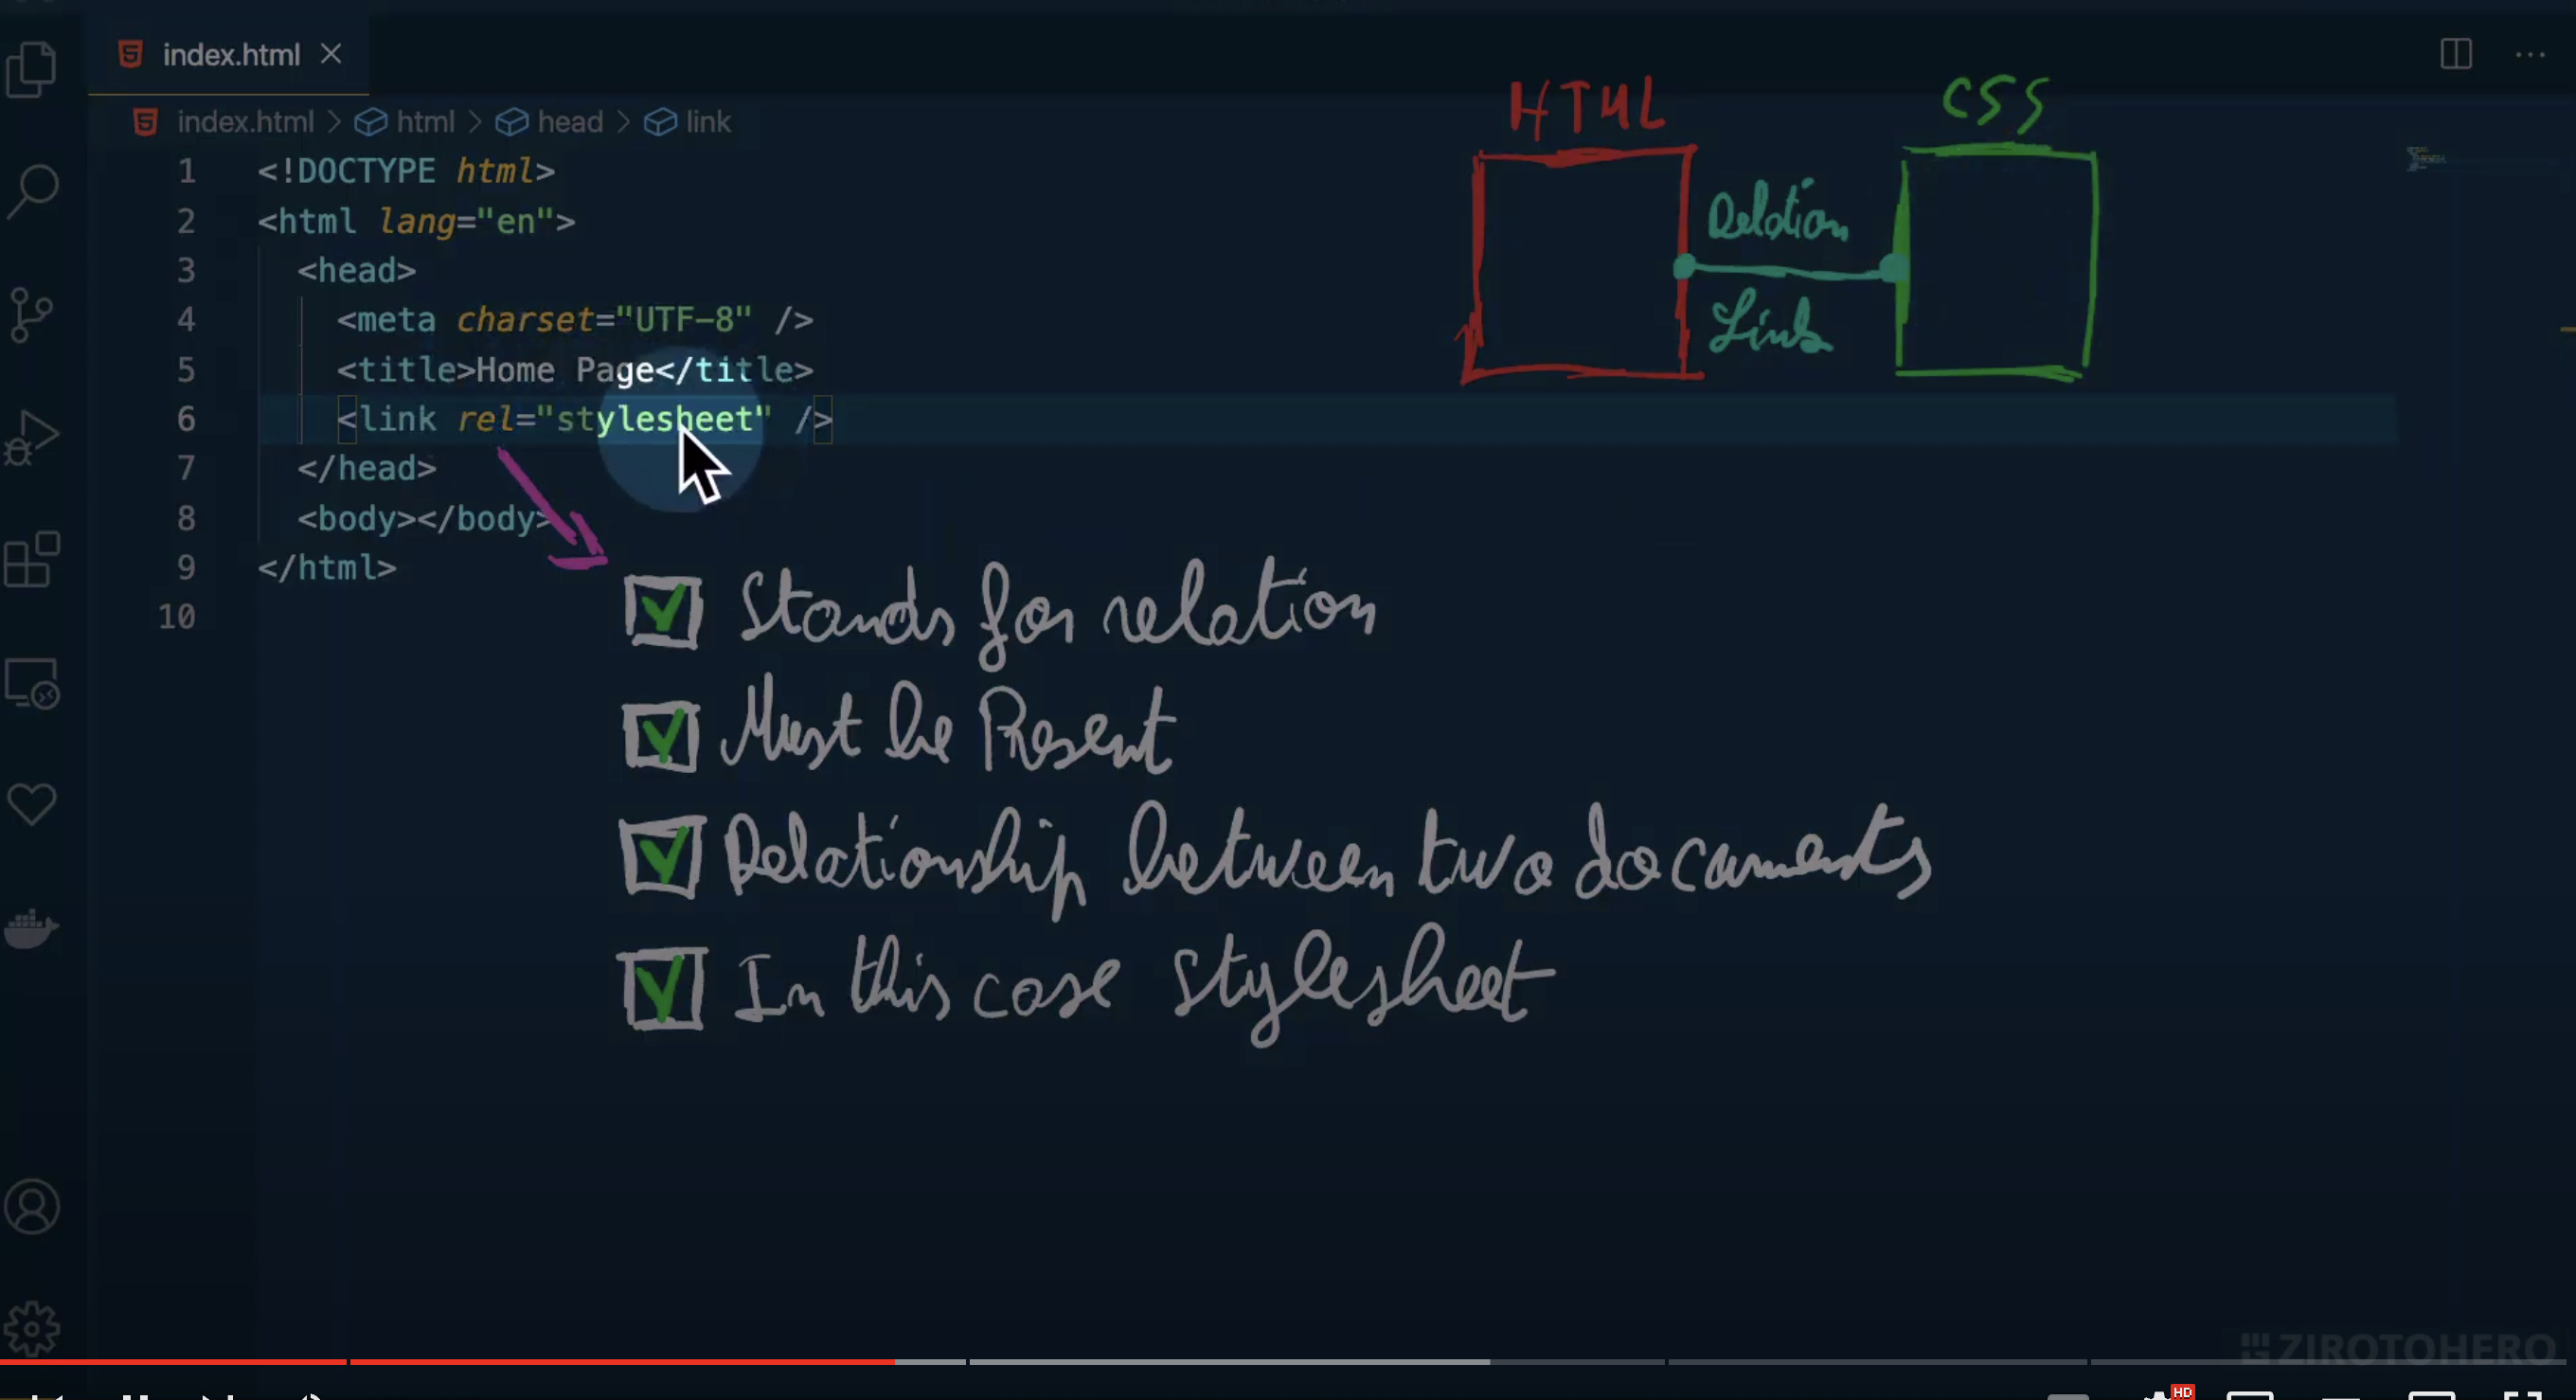 index.html
HTML
CSS
index.html > html > head > link
1 <!DOCTYPE html>
2 <html lang="en">
3 <head>
4 <meta charset="UTF-8" />
5 <title>Home Page</title>
6 <link rel="stylesheet" />
7 </head>
8 <body></body>
9 </html>
10
Relation
Link
Stands for relation
Must be Present
Relationship between two documents
In this case Stylesheet
ZIROTOHERO
HD